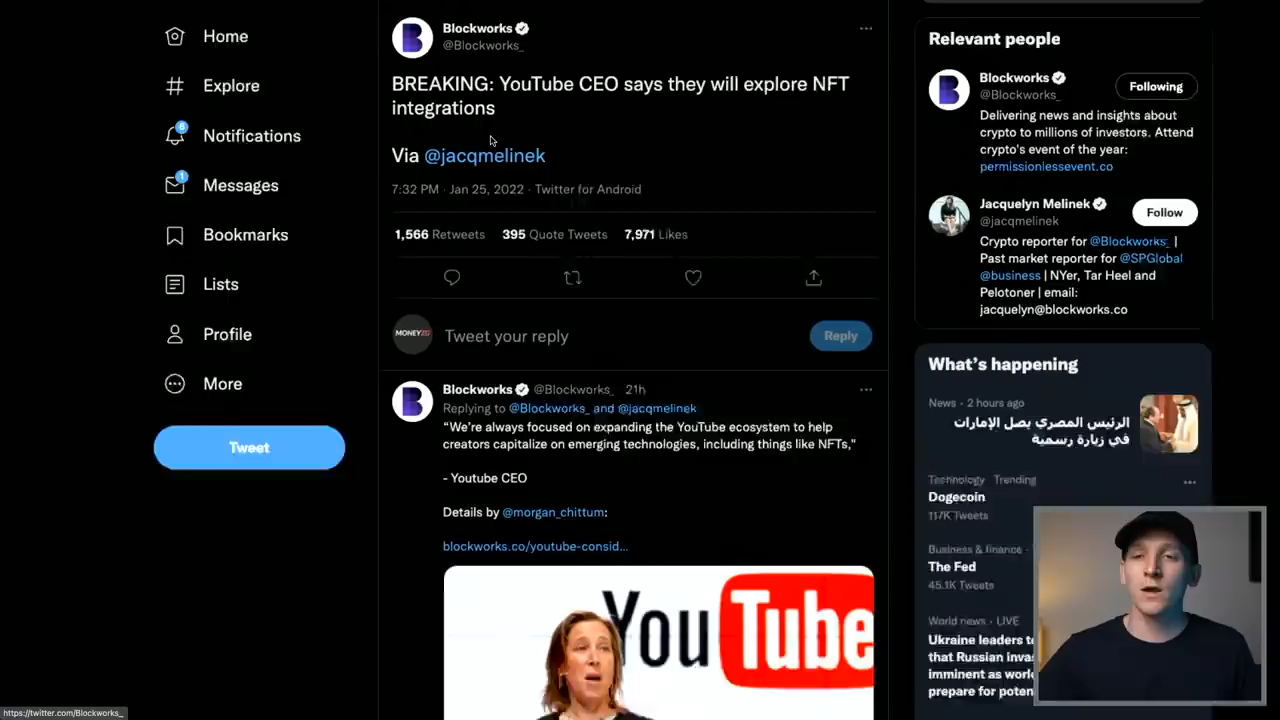 Home
Explore
6
Notifications
1
Messages
Bookmarks
Lists
Profile
More
Tweet
Blockworks
@Blockworks_
BREAKING: YouTube CEO says they will explore NFT
integrations
Via @jacqmelinek
7:32 PM · Jan 25, 2022 · Twitter for Android
1,566 Retweets 395 Quote Tweets 7,971 Likes
MONEYZG
Tweet your reply
Reply
Blockworks @Blockworks_ 21h
Replying to @Blockworks_ and @jacqmelinek
“We’re always focused on expanding the YouTube ecosystem to help
creators capitalize on emerging technologies, including things like NFTs,”
- Youtube CEO
Details by @morgan_chittum:
blockworks.co/youtube-consid...
YouTube
Relevant people
Blockworks
@Blockworks_
Following
Delivering news and insights about
crypto to millions of investors. Attend
crypto's event of the year:
permissionlessevent.co
Jacquelyn Melinek
@jacqmelinek
Follow
Crypto reporter for @Blockworks_ |
Past market reporter for @SPGlobal
@business | NYer, Tar Heel and
Pelotoner | email:
jacquelyn@blockworks.co
What’s happening
News · 2 hours ago
الرئيس المصري يصل الإمارات
في زيارة رسمية
Technology · Trending
Dogecoin
117K Tweets
Business & finance ·
The Fed
45.1K Tweets
World news · LIVE
Ukraine leaders t
that Russian inva
imminent as world
prepare for poten
https://twitter.com/Blockworks_